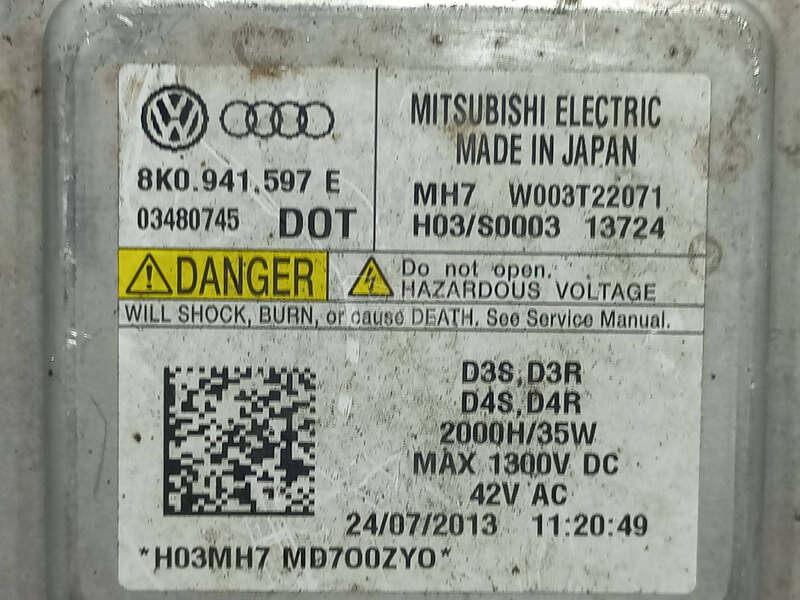 MITSUBISHI ELECTRIC
MADE IN JAPAN
8K0.941.597 E
MH7 W003T22071
03480745 DOT
H03/S0003 13724
DANGER
Do not open.
HAZARDOUS VOLTAGE
WILL SHOCK, BURN, or cause DEATH. See Service Manual.
D3S,D3R
D4S,D4R
2000H/35W
MAX 1300V DC
42V AC
24/07/2013 11:20:49
*H03MH7 MD700ZY0*